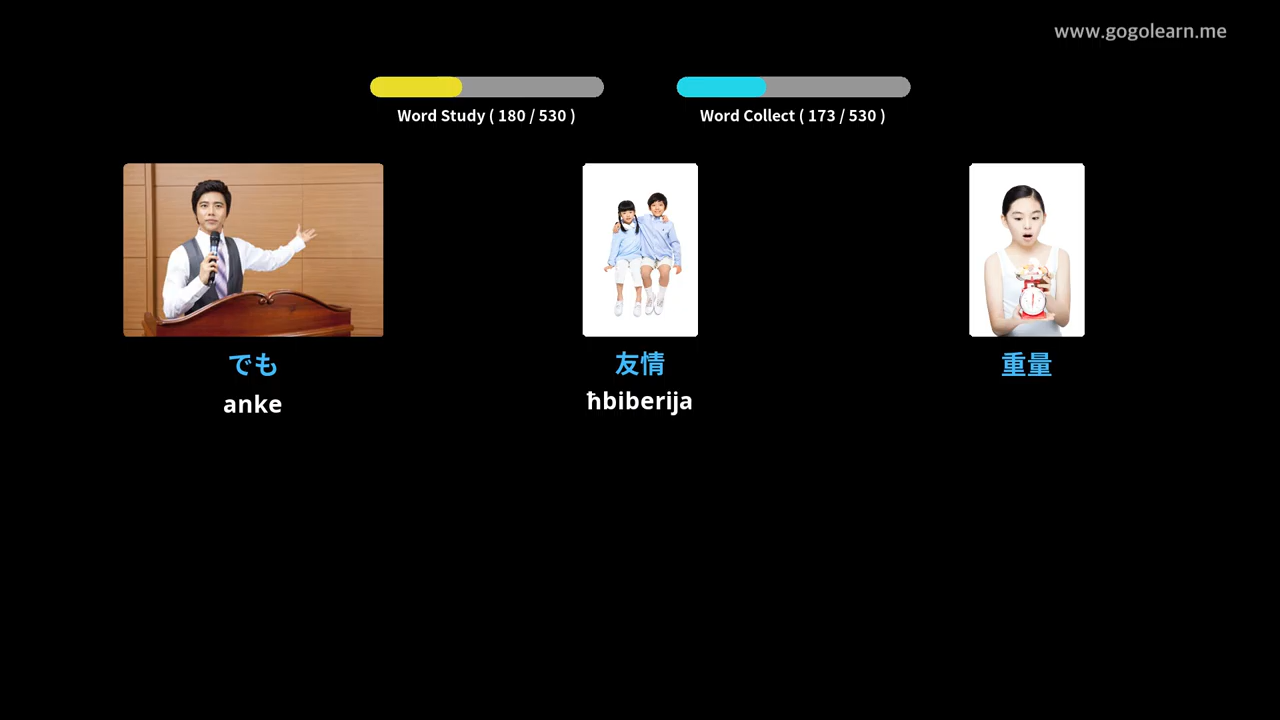 www.gogolearn.me
Word Study ( 180 / 530 )
Word Collect ( 173 / 530 )
でも
友情
重量
anke
ħbiberija